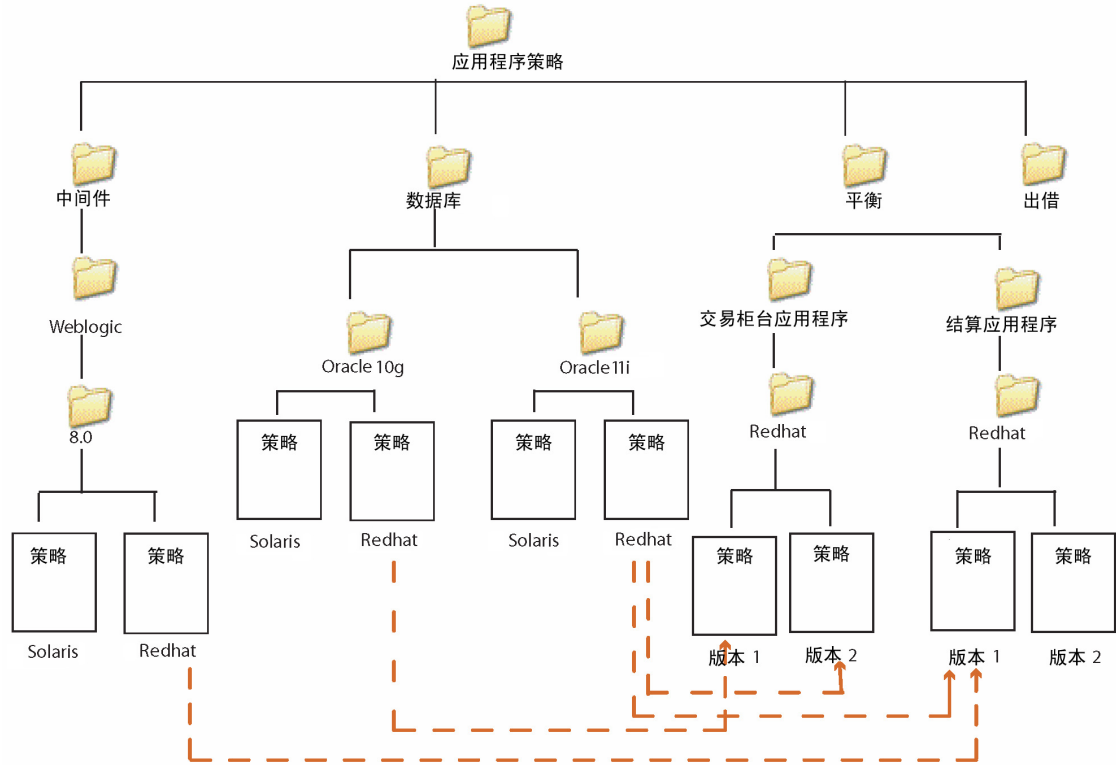 应用程序策略
中间件
数据库
平衡
出借
Weblogic
交易柜台应用程序
结算应用程序
Oracle 10g
Oracle 11i
8.0
Redhat
Redhat
策略
策略
策略
策略
Solaris
Redhat
Solaris
Redhat
策略
策略
策略
策略
策略
策略
Solaris
Redhat
版本 1
版本 2
版本 1
版本 2